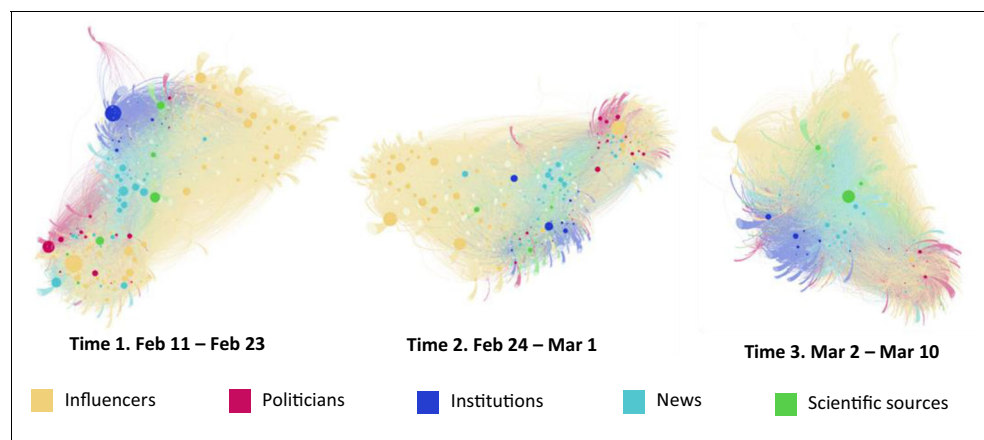 Time 1. Feb 11 – Feb 23
Time 2. Feb 24 – Mar 1
Time 3. Mar 2 – Mar 10
Influencers
Politicians
Institutions
News
Scientific sources